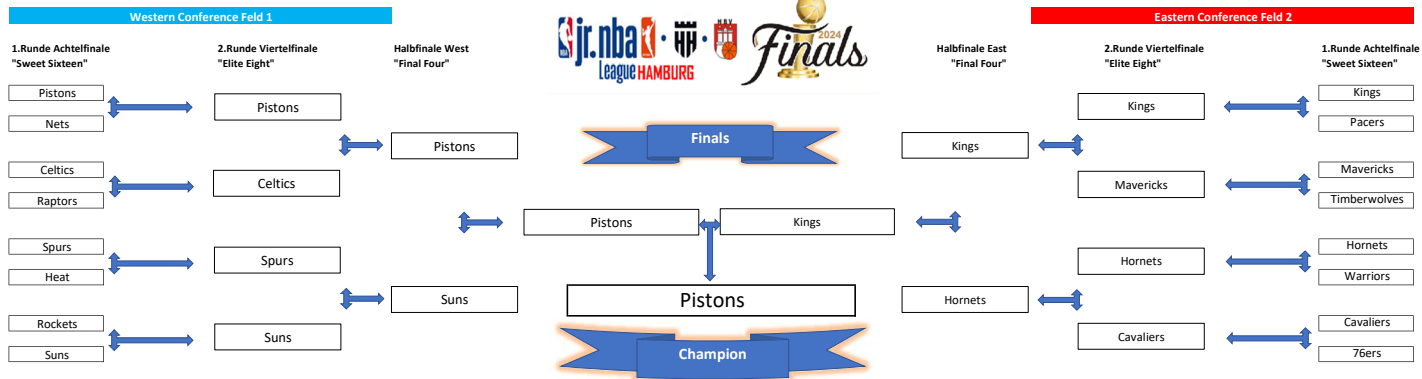 Western Conference Feld 1
Eastern Conference Feld 2
1.Runde Achtelfinale
"Sweet Sixteen"
2.Runde Viertelfinale
"Elite Eight"
Halbfinale West
"Final Four"
NBA
jr.nba
League HAMBURG
HBV
2024
Finals
Halbfinale East
"Final Four"
2.Runde Viertelfinale
"Elite Eight"
1.Runde Achtelfinale
"Sweet Sixteen"
Pistons
Nets
Celtics
Raptors
Spurs
Heat
Rockets
Suns
Pistons
Celtics
Spurs
Suns
Pistons
Suns
Finals
Pistons
Kings
Pistons
Champion
Kings
Hornets
Kings
Mavericks
Hornets
Cavaliers
Kings
Pacers
Mavericks
Timberwolves
Hornets
Warriors
Cavaliers
76ers